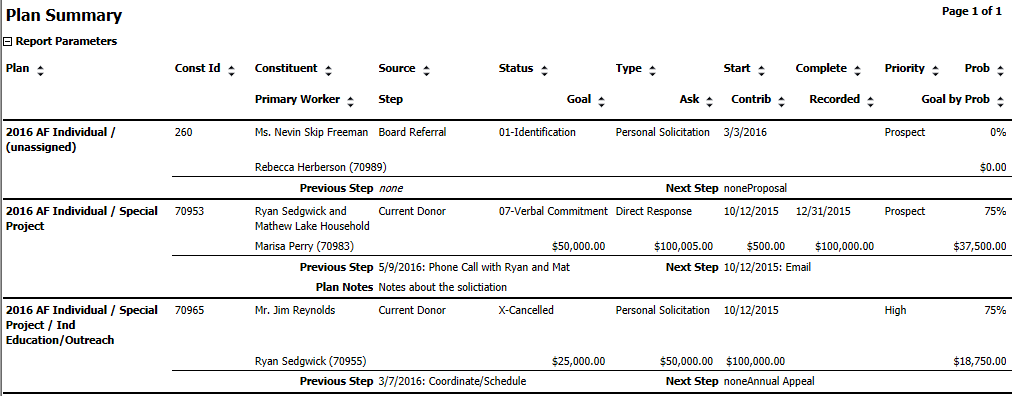 Plan Summary
Page 1 of 1
Report Parameters
Plan Const Id Constituent Source Status Type Start Complete Priority Prob
Primary Worker Step Goal Ask Contrib Recorded Goal by Prob
2016 AF Individual / 260 Ms. Nevin Skip Freeman Board Referral 01-Identification Personal Solicitation 3/3/2016 Prospect 0%
(unassigned)
Rebecca Herberson (70989) $0.00
Previous Step none Next Step noneProposal
2016 AF Individual / Special 70953 Ryan Sedgwick and Current Donor 07-Verbal Commitment Direct Response 10/12/2015 12/31/2015 Prospect 75%
Project Mathew Lake Household
Marisa Perry (70983) $50,000.00 $100,005.00 $500.00 $100,000.00 $37,500.00
Previous Step 5/9/2016: Phone Call with Ryan and Mat Next Step 10/12/2015: Email
Plan Notes Notes about the solictiation
2016 AF Individual / Special 70965 Mr. Jim Reynolds Current Donor X-Cancelled Personal Solicitation 10/12/2015 High 75%
Project / Ind
Education/Outreach
Ryan Sedgwick (70955) $25,000.00 $50,000.00 $100,000.00 $18,750.00
Previous Step 3/7/2016: Coordinate/Schedule Next Step noneAnnual Appeal